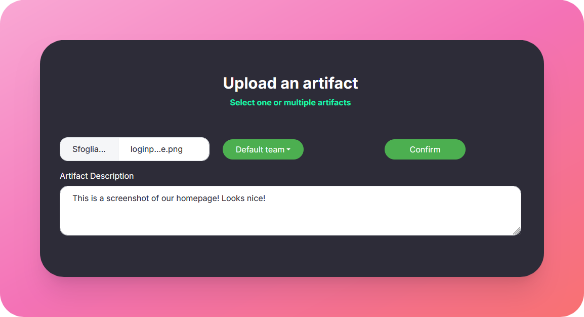 Upload an artifact
Select one or multiple artifacts
Sfoglia... loginp...e.png Default team Confirm
Artifact Description
This is a screenshot of our homepage! Looks nice!